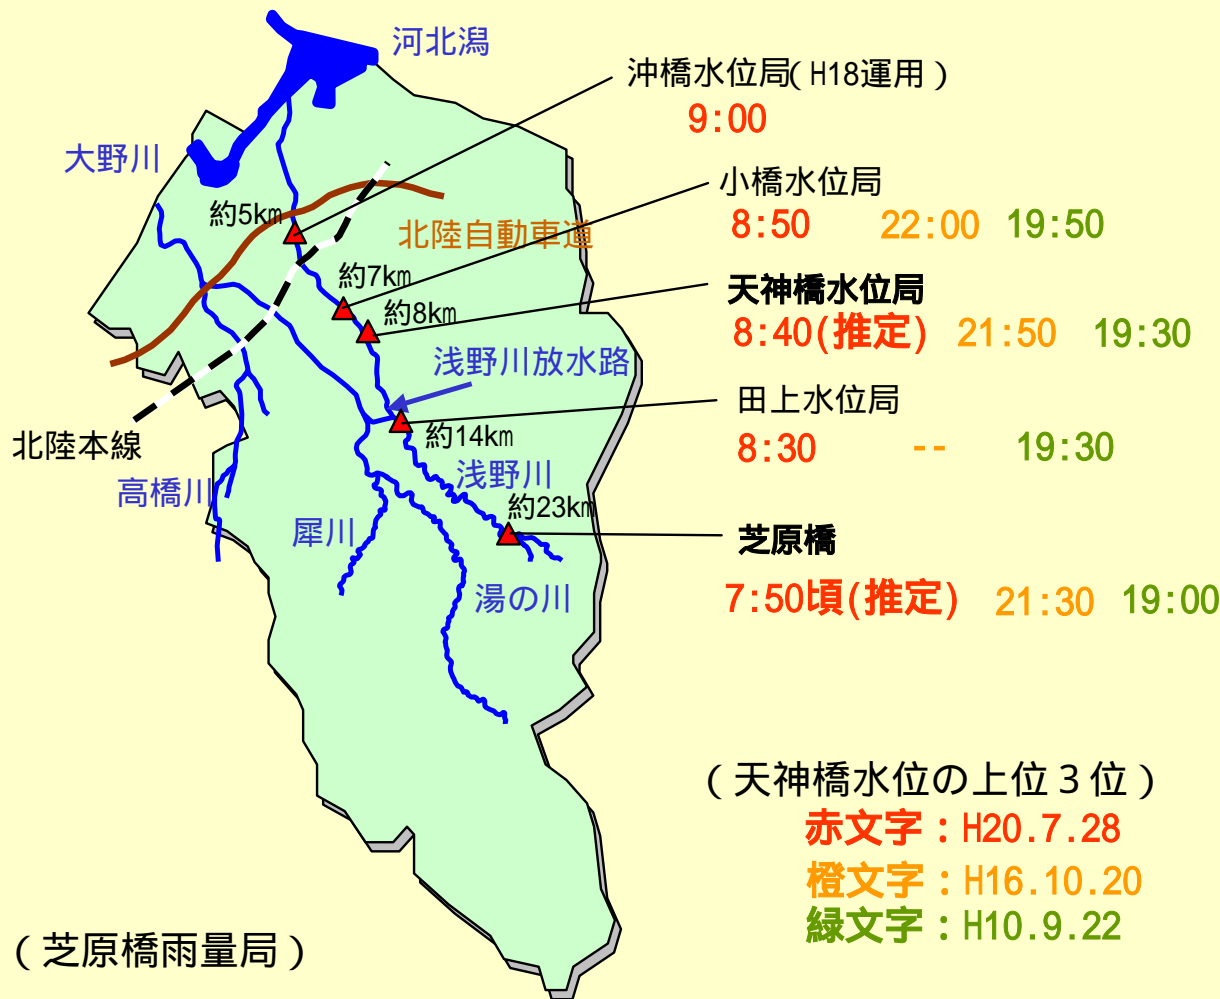 河北潟
沖橋水位局(H18運用)
9:00
大野川
小橋水位局
8:50 22:00 19:50
約5km
北陸自動車道
約7km
天神橋水位局
8:40(推定) 21:50 19:30
約8km
浅野川放水路
田上水位局
8:30 -- 19:30
約14km
北陸本線
浅野川
高橋川
約23km
犀川
芝原橋
湯の川
7:50頃(推定) 21:30 19:00
(天神橋水位の上位3位)
赤文字:H20.7.28
橙文字:H16.10.20
緑文字:H10.9.22
(芝原橋雨量局)